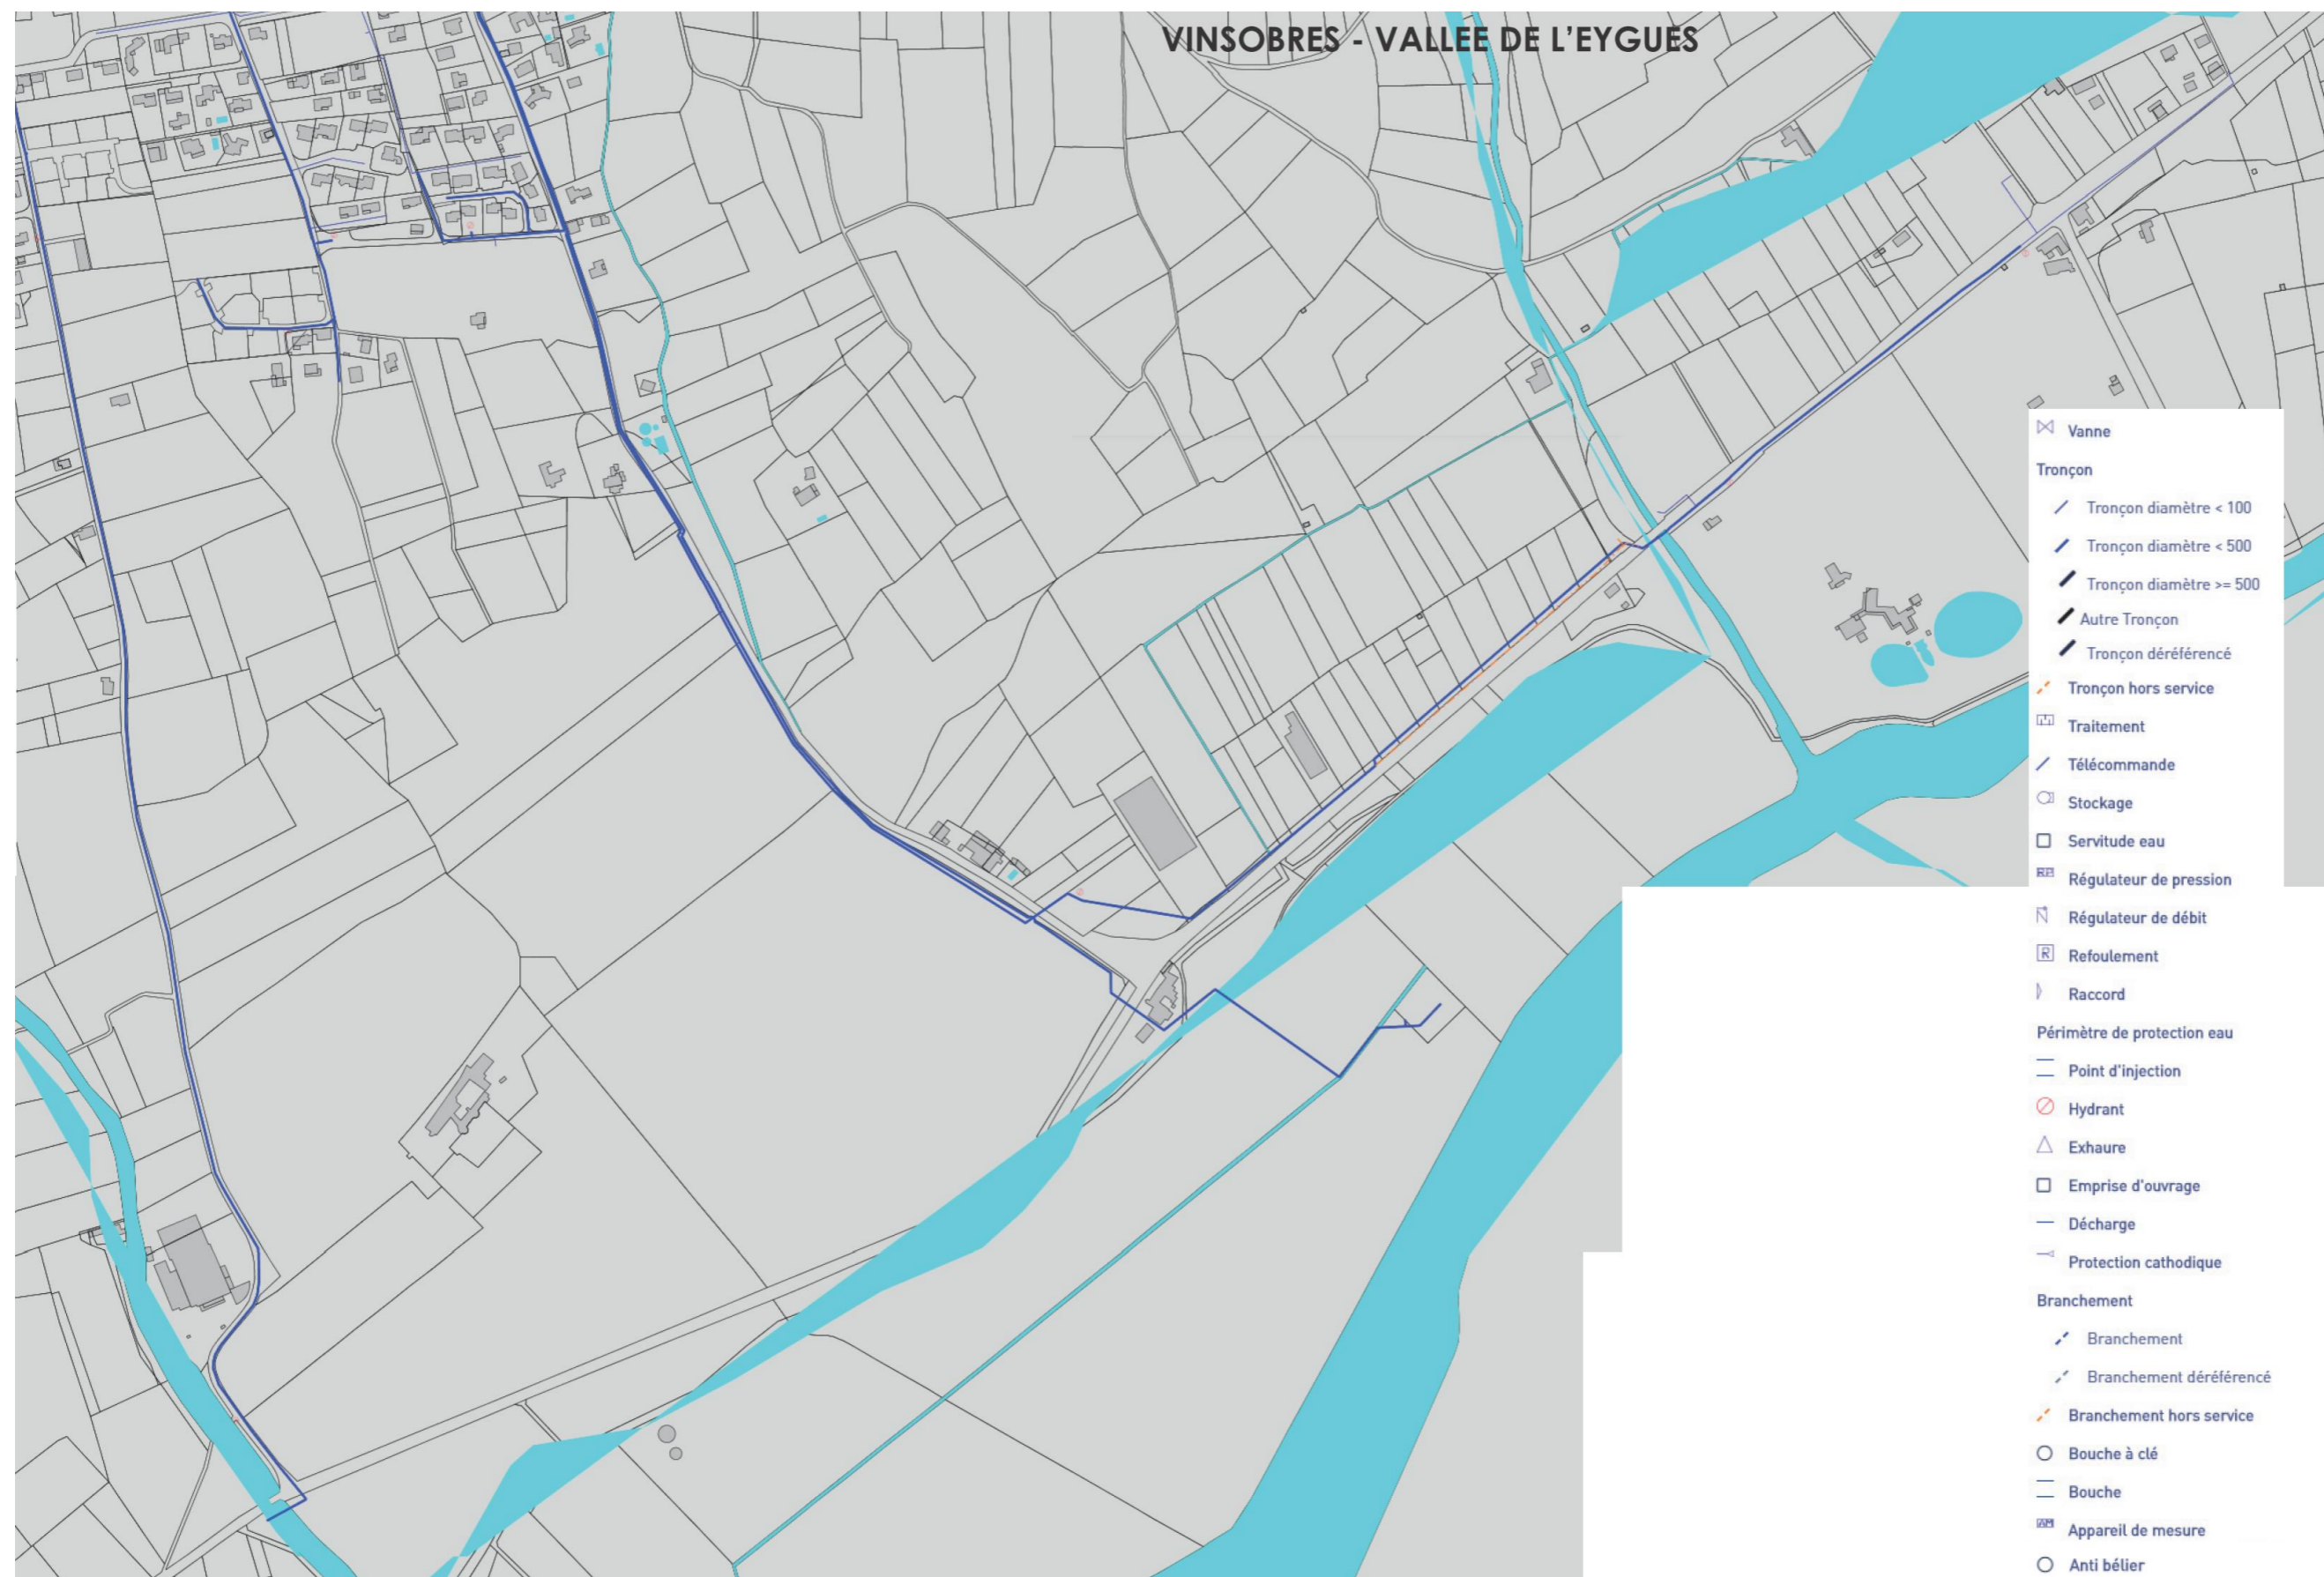 VINSOBRES - VALLEE DE L'EYGUES
Vanne
Tronçon
Tronçon diamètre < 100
Tronçon diamètre < 500
Tronçon diamètre >= 500
Autre Tronçon
Tronçon déréférencé
Tronçon hors service
Traitement
Télécommande
Stockage
Servitude eau
Régulateur de pression
Régulateur de débit
R Refoulement
Raccord
Périmètre de protection eau
Point d'injection
Hydrant
Exhaure
Emprise d'ouvrage
Décharge
Protection cathodique
Branchement
Branchement
Branchement déréférencé
Branchement hors service
Bouche à clé
Bouche
Appareil de mesure
Anti bélier